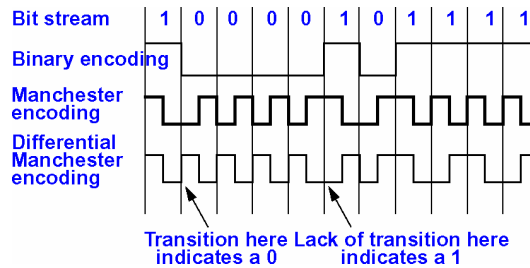 Bit stream 1 0 0 0 0 1 0 1 1 1 1
Binary encoding
Manchester
encoding
Differential
Manchester
encoding
Transition here
indicates a 0
Lack of transition here
indicates a 1